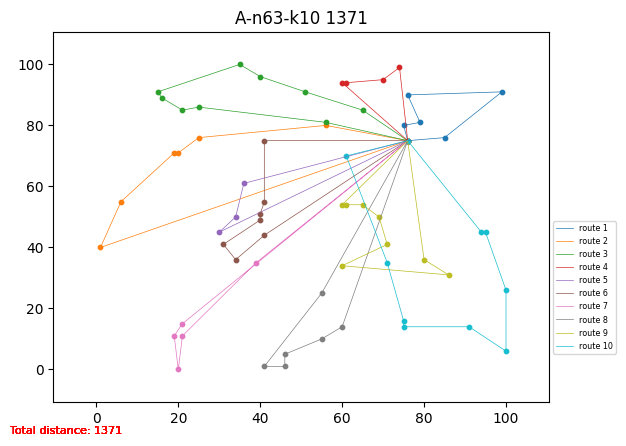 A-n63-k10 1371
100
80
60
40
20
0
0 20 40 60 80 100
route 1
route 2
route 3
route 4
route 5
route 6
route 7
route 8
route 9
route 10
Total distance: 1371